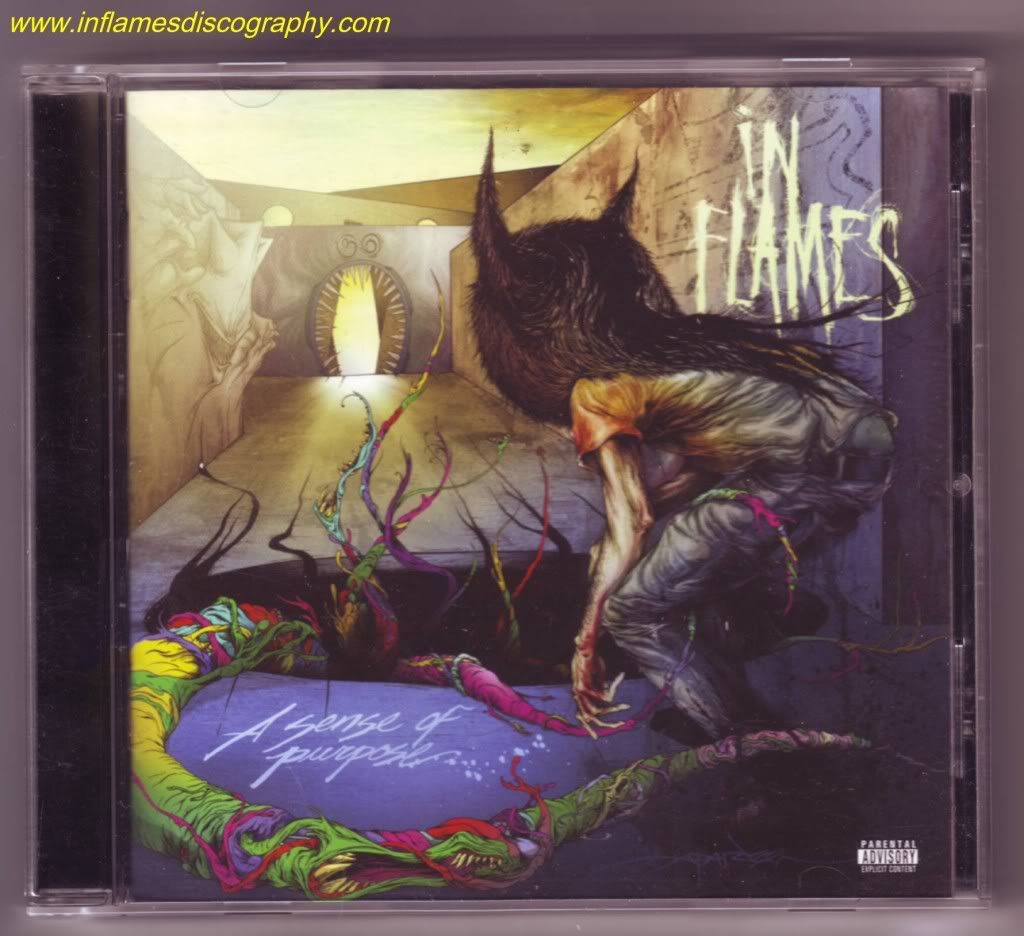 www.inflamesdiscography.com
iN
FLAMES
A sense of
purpose
PARENTAL
ADVISORY
EXPLICIT CONTENT